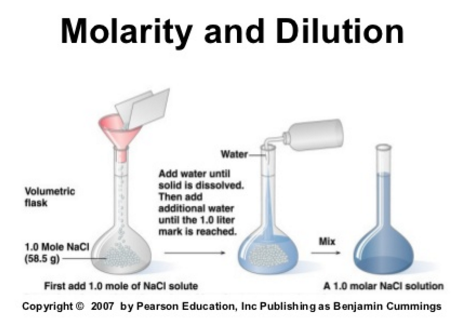 Molarity and Dilution
Volumetric
flask
1.0 Mole NaCl
(58.5 g)
First add 1.0 mole of NaCl solute
Water
Add water until
solid is dissolved.
Then add
additional water
until the 1.0 liter
mark is reached.
Mix
A 1.0 molar NaCl solution
Copyright © 2007 by Pearson Education, Inc Publishing as Benjamin Cummings